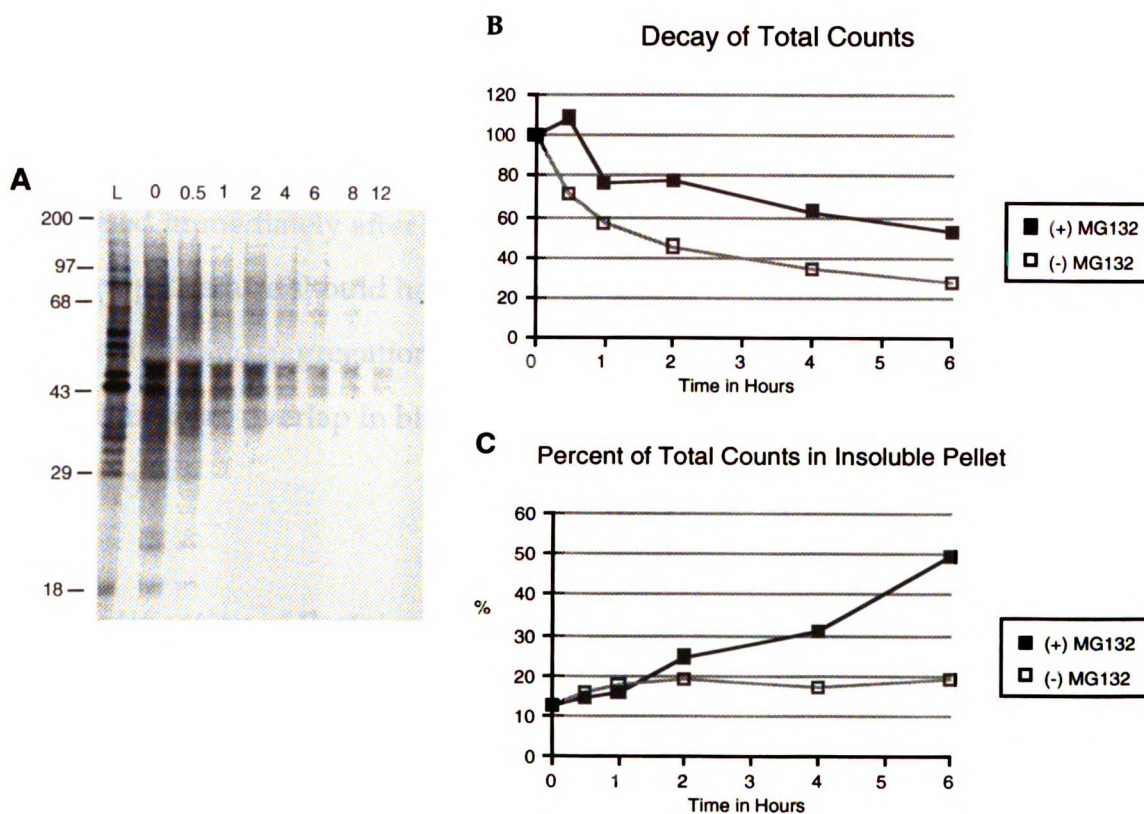 B
Decay of Total Counts
120
100
80
60
40
20
0
0 1 2 3 4 5 6
Time in Hours
(+) MG132
(-) MG132
A
L 0 0.5 1 2 4 6 8 12
200
97
68
43
29
18
immediately after
C Percent of Total Counts in Insoluble Pellet
60
50
40
30
20
10
0
%
0 1 2 3 4 5 6
Time in Hours
(+) MG132
(-) MG132